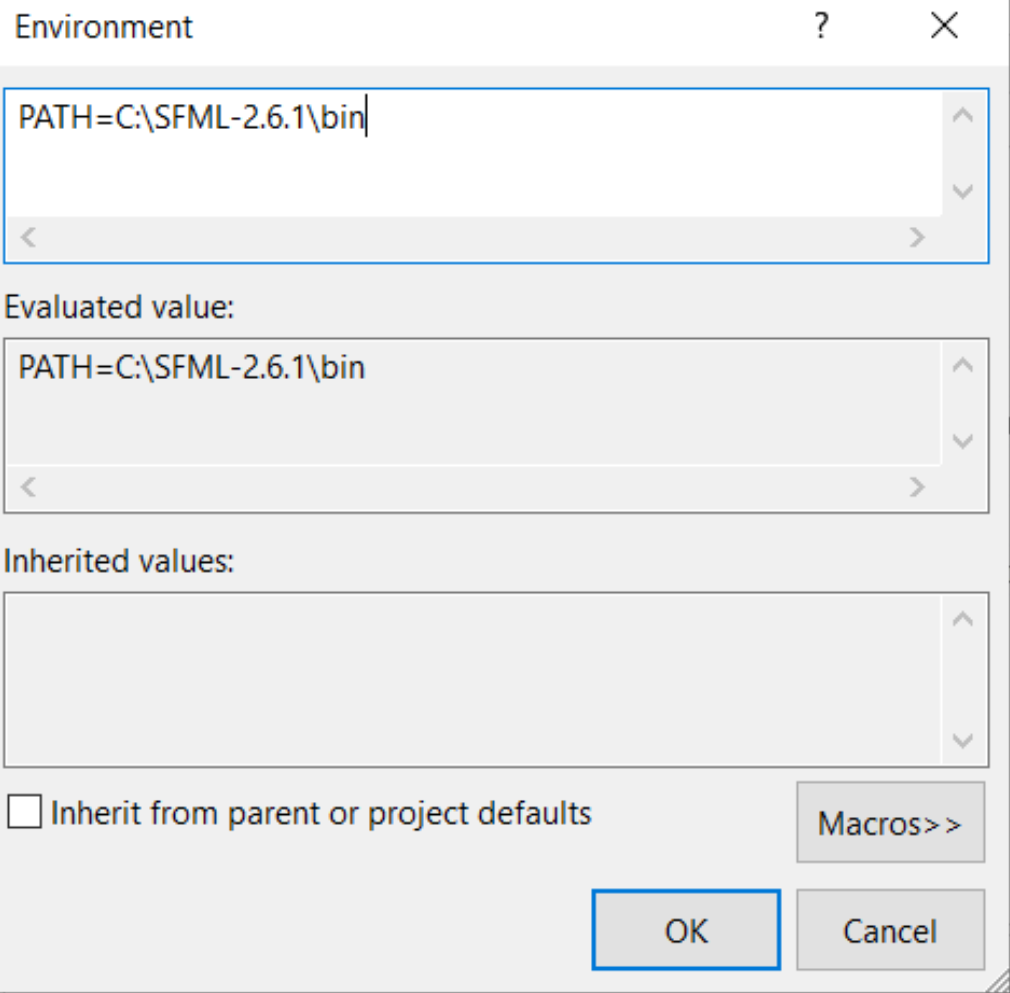 Environment
?
PATH=C:\SFML-2.6.1\bin
Evaluated value:
PATH=C:\SFML-2.6.1\bin
Inherited values:
Inherit from parent or project defaults
Macros>>
OK
Cancel